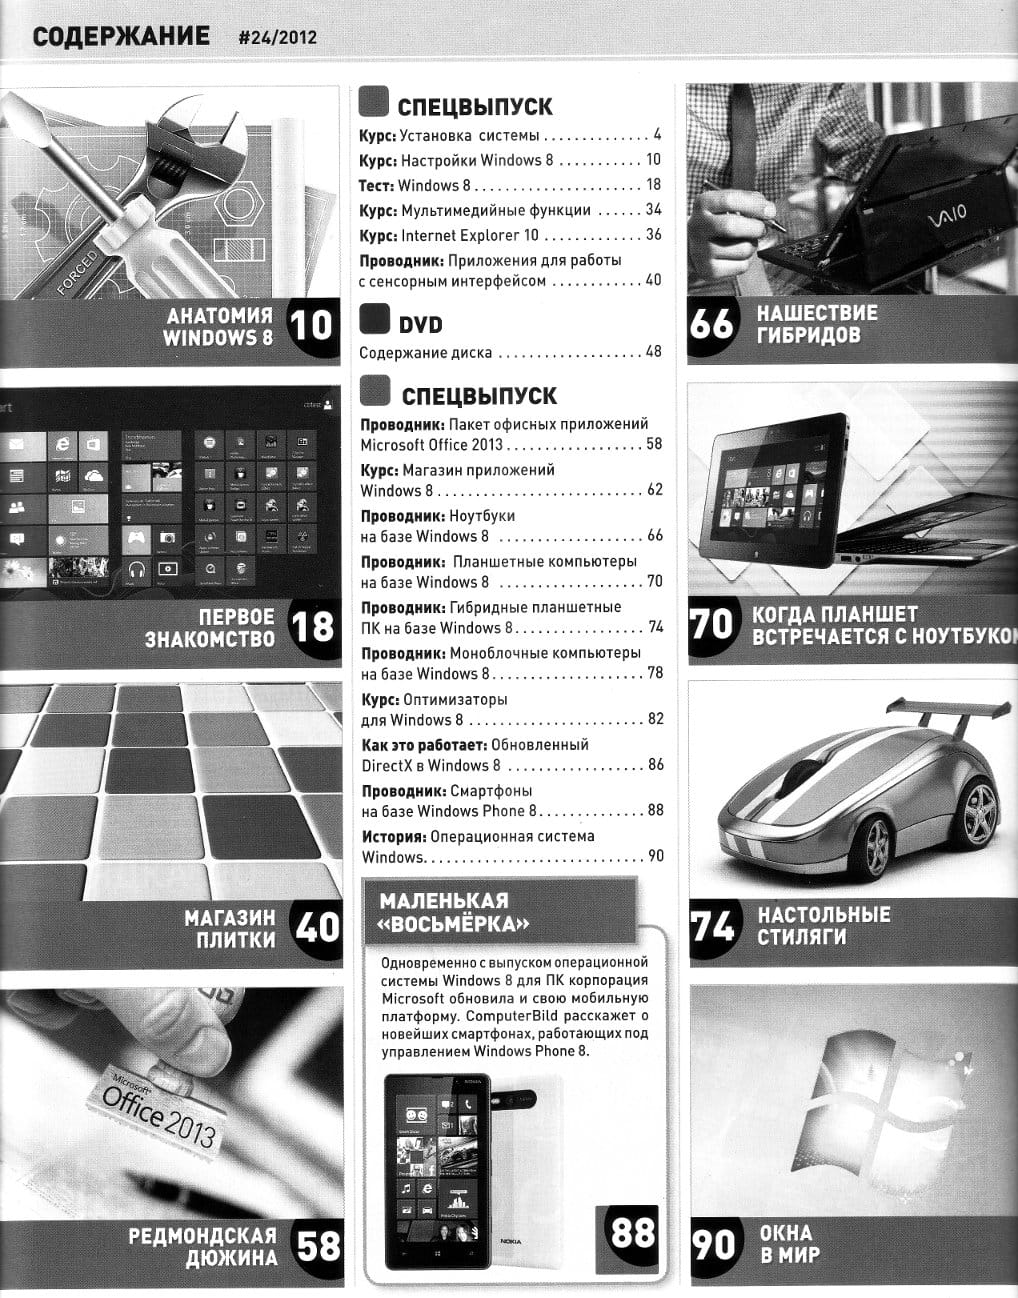 СОДЕРЖАНИЕ #24/2012
FORCED
АНАТОМИЯ
WINDOWS 8
10
ПЕРВОЕ
ЗНАКОМСТВО
18
МАГАЗИН
ПЛИТКИ
40
Microsoft
Office 2013
РЕДМОНДСКАЯ
ДЮЖИНА
58
СПЕЦВЫПУСК
Курс: Установка системы . . . . . . . . . . . . . 4
Курс: Настройки Windows 8 . . . . . . . . . . 10
Тест: Windows 8 . . . . . . . . . . . . . . . . . . . . 18
Курс: Мультимедийные функции . . . . . . 34
Курс: Internet Explorer 10 . . . . . . . . . . . . 36
Проводник: Приложения для работы
с сенсорным интерфейсом . . . . . . . . . . . 40
DVD
Содержание диска . . . . . . . . . . . . . . . . . 48
СПЕЦВЫПУСК
Проводник: Пакет офисных приложений
Microsoft Office 2013 . . . . . . . . . . . . . . . . 58
Курс: Магазин приложений
Windows 8 . . . . . . . . . . . . . . . . . . . . . . . . 62
Проводник: Ноутбуки
на базе Windows 8 . . . . . . . . . . . . . . . . . 66
Проводник: Планшетные компьютеры
на базе Windows 8 . . . . . . . . . . . . . . . . . 70
Проводник: Гибридные планшетные
ПК на базе Windows 8 . . . . . . . . . . . . . . . 74
Проводник: Моноблочные компьютеры
на базе Windows 8 . . . . . . . . . . . . . . . . . . 78
Курс: Оптимизаторы
для Windows 8 . . . . . . . . . . . . . . . . . . . . . 82
Как это работает: Обновленный
DirectX в Windows 8 . . . . . . . . . . . . . . . . 86
Проводник: Смартфоны
на базе Windows Phone 8 . . . . . . . . . . . . 88
История: Операционная система
Windows. . . . . . . . . . . . . . . . . . . . . . . . . . 90
МАЛЕНЬКАЯ
«ВОСЬМЁРКА»
Одновременно с выпуском операционной
системы Windows 8 для ПК корпорация
Microsoft обновила и свою мобильную
платформу. ComputerBild расскажет о
новейших смартфонах, работающих под
управлением Windows Phone 8.
NOKIA
NOKIA
88
VAIO
66
НАШЕСТВИЕ
ГИБРИДОВ
70
КОГДА ПЛАНШЕТ
ВСТРЕЧАЕТСЯ С НОУТБУКОМ
74
НАСТОЛЬНЫЕ
СТИЛЯГИ
90
ОКНА
В МИР